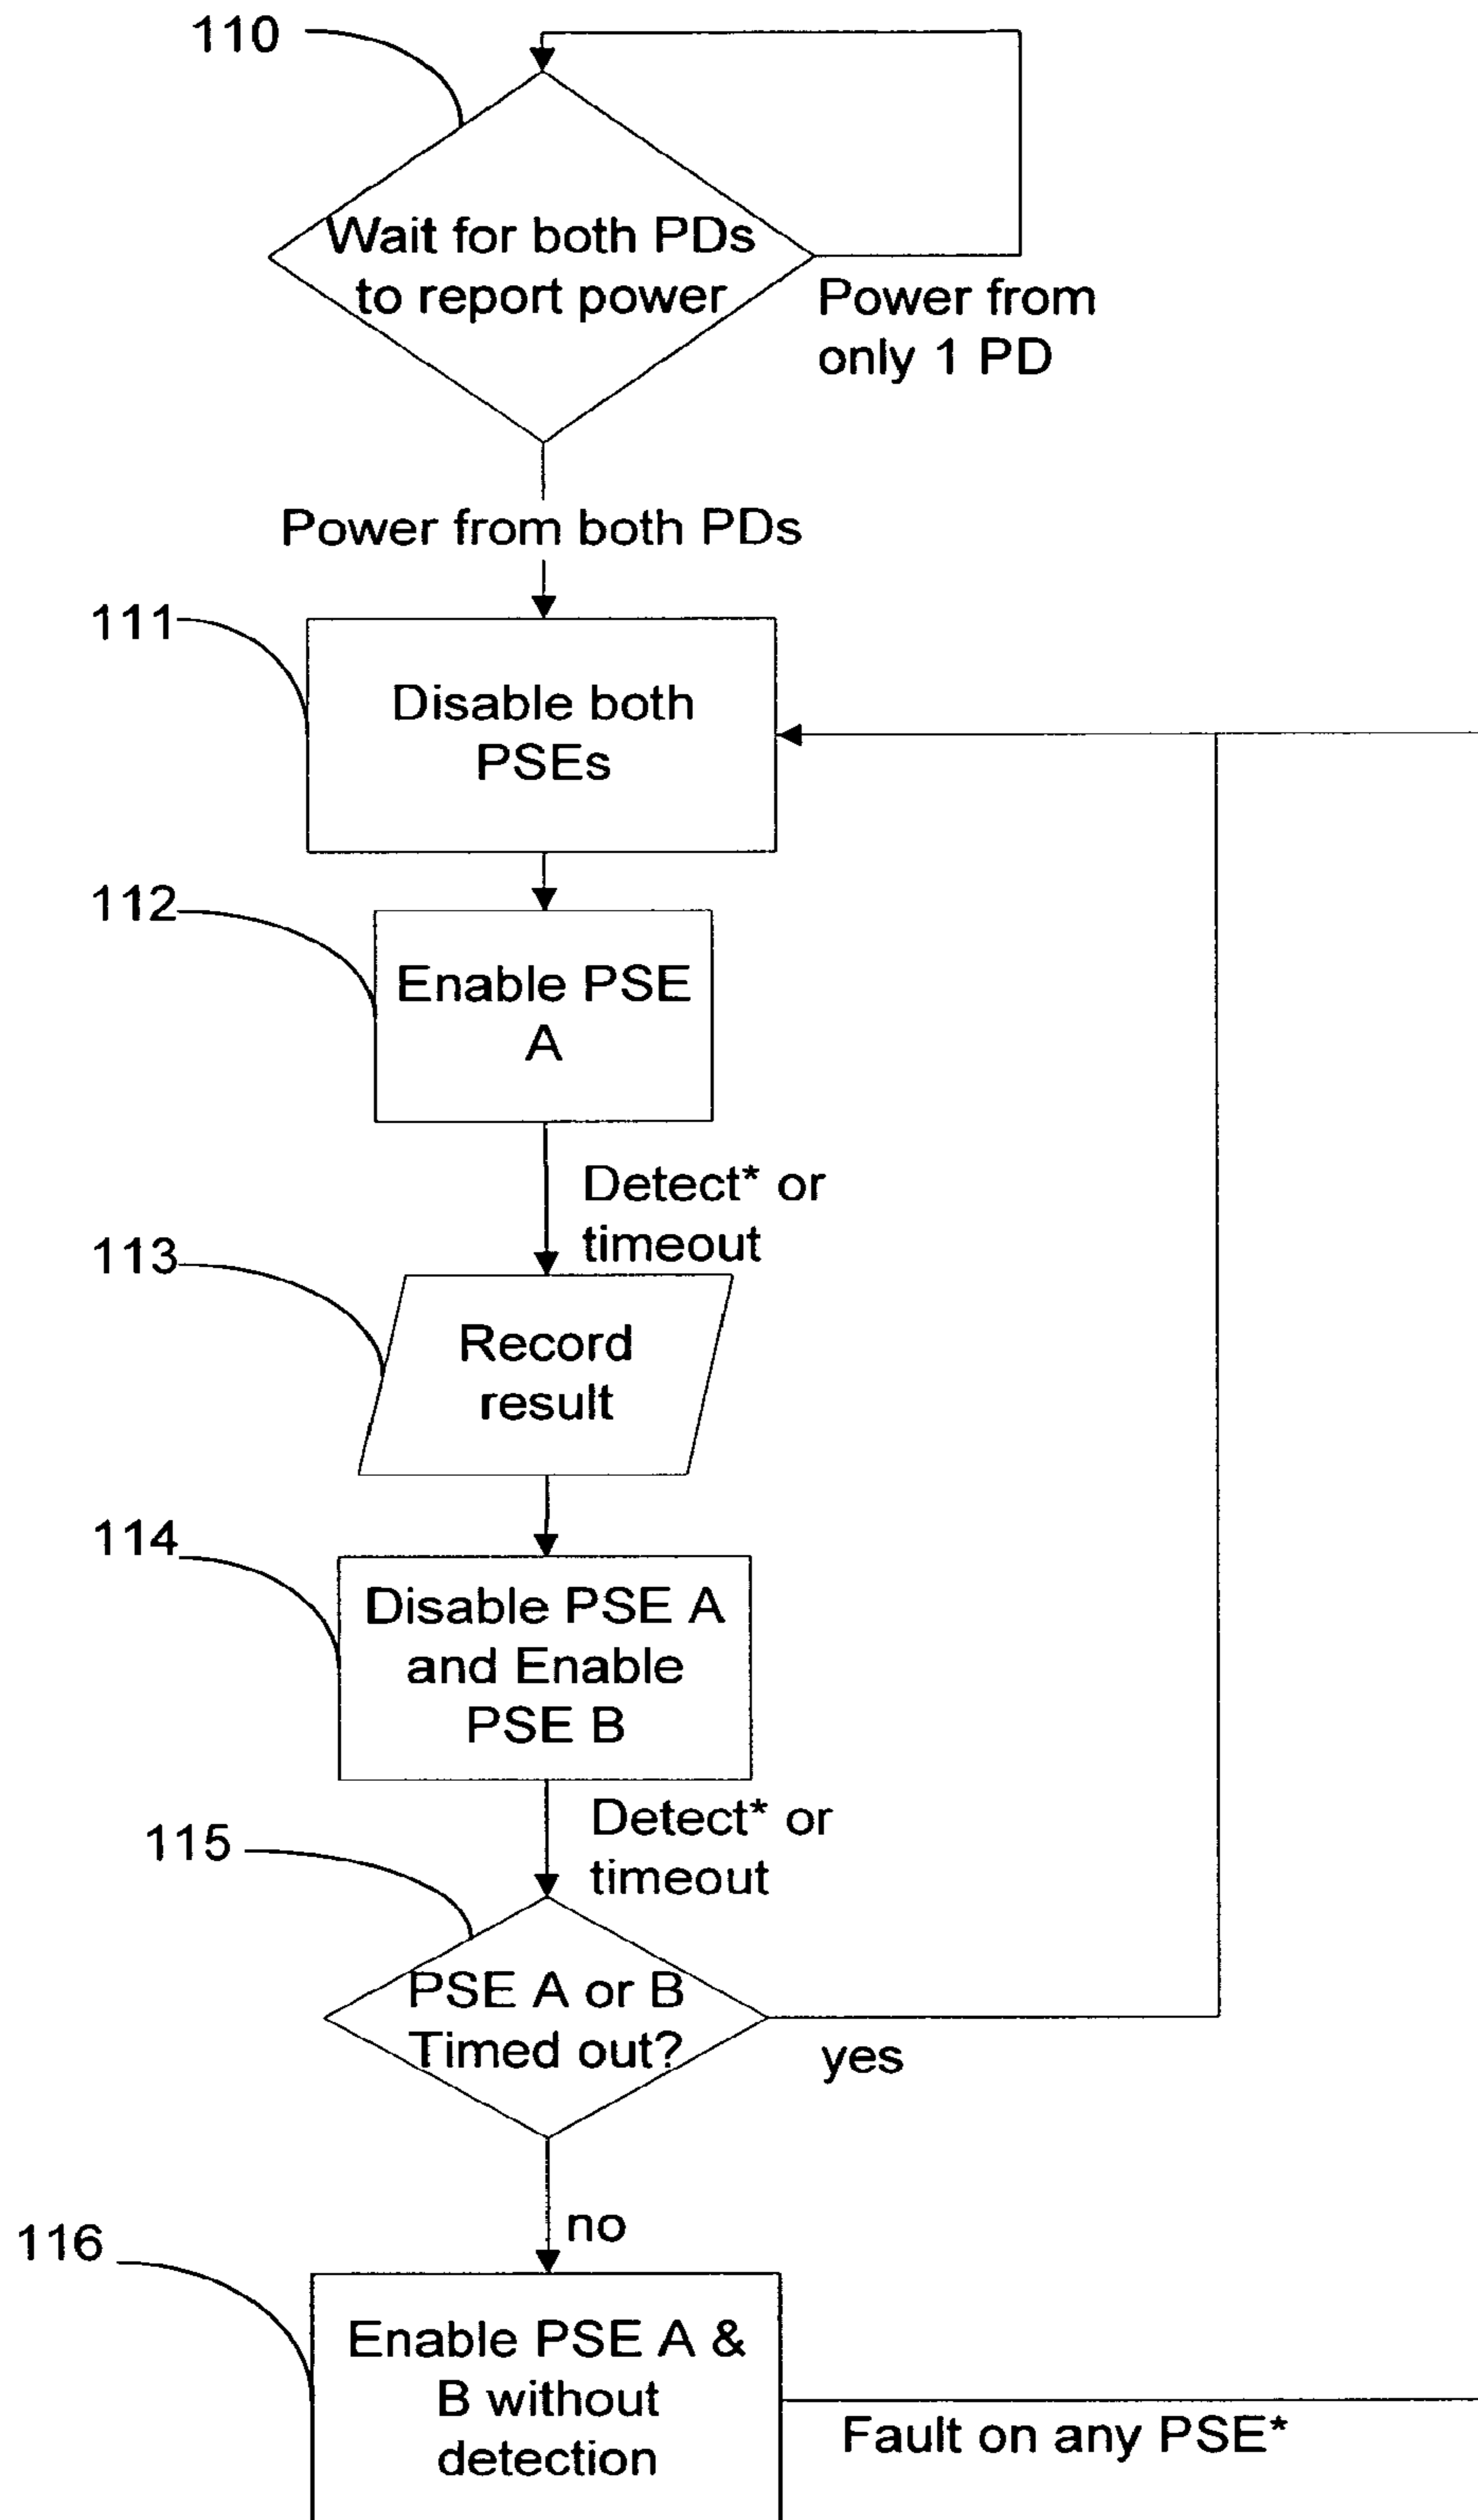 110
Wait for both PDs
to report power
Power from
only 1 PD
Power from both PDs
111
Disable both
PSEs
112
Enable PSE
A
Detect* or
timeout
113
Record
result
114
Disable PSE A
and Enable
PSE B
Detect* or
timeout
115
PSE A or B
Timed out?
yes
no
116
Enable PSE A &
B without
detection
Fault on any PSE*